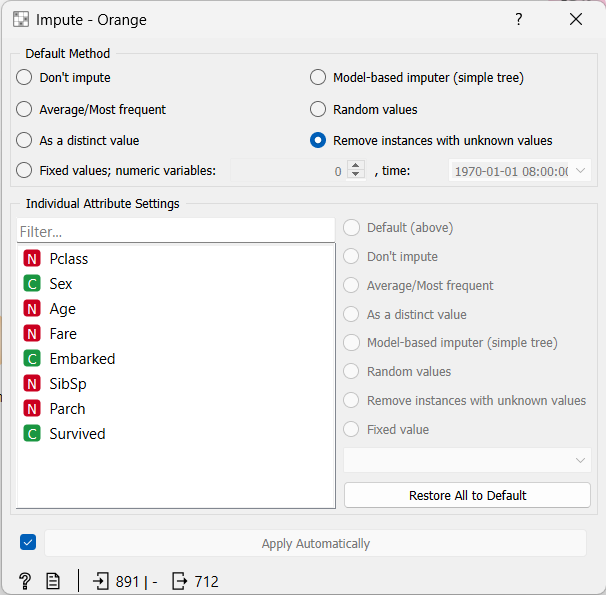 Impute - Orange
?
Default Method
Don't impute
Model-based imputer (simple tree)
Average/Most frequent
Random values
As a distinct value
Remove instances with unknown values
Fixed values; numeric variables: 0 , time: 1970-01-01 08:00:00
Individual Attribute Settings
Filter...
N Pclass
C Sex
N Age
N Fare
C Embarked
N SibSp
N Parch
C Survived
Default (above)
Don't impute
Average/Most frequent
As a distinct value
Model-based imputer (simple tree)
Random values
Remove instances with unknown values
Fixed value
Restore All to Default
Apply Automatically
? 891 | - 712